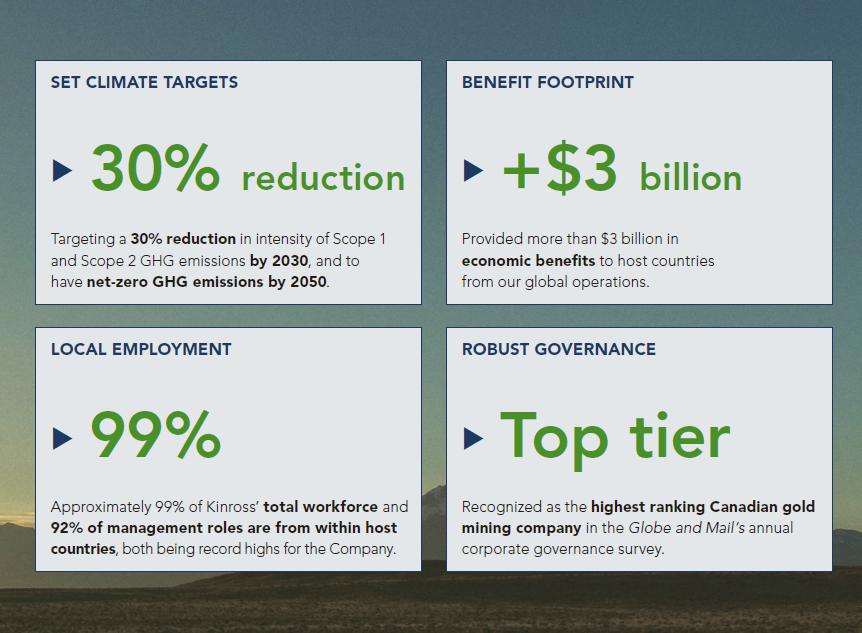 SET CLIMATE TARGETS
30% reduction
Targeting a 30% reduction in intensity of Scope 1
and Scope 2 GHG emissions by 2030, and to
have net-zero GHG emissions by 2050.
BENEFIT FOOTPRINT
+$3 billion
Provided more than $3 billion in
economic benefits to host countries
from our global operations.
LOCAL EMPLOYMENT
99%
Approximately 99% of Kinross’ total workforce and
92% of management roles are from within host
countries, both being record highs for the Company.
ROBUST GOVERNANCE
Top tier
Recognized as the highest ranking Canadian gold
mining company in the Globe and Mail’s annual
corporate governance survey.